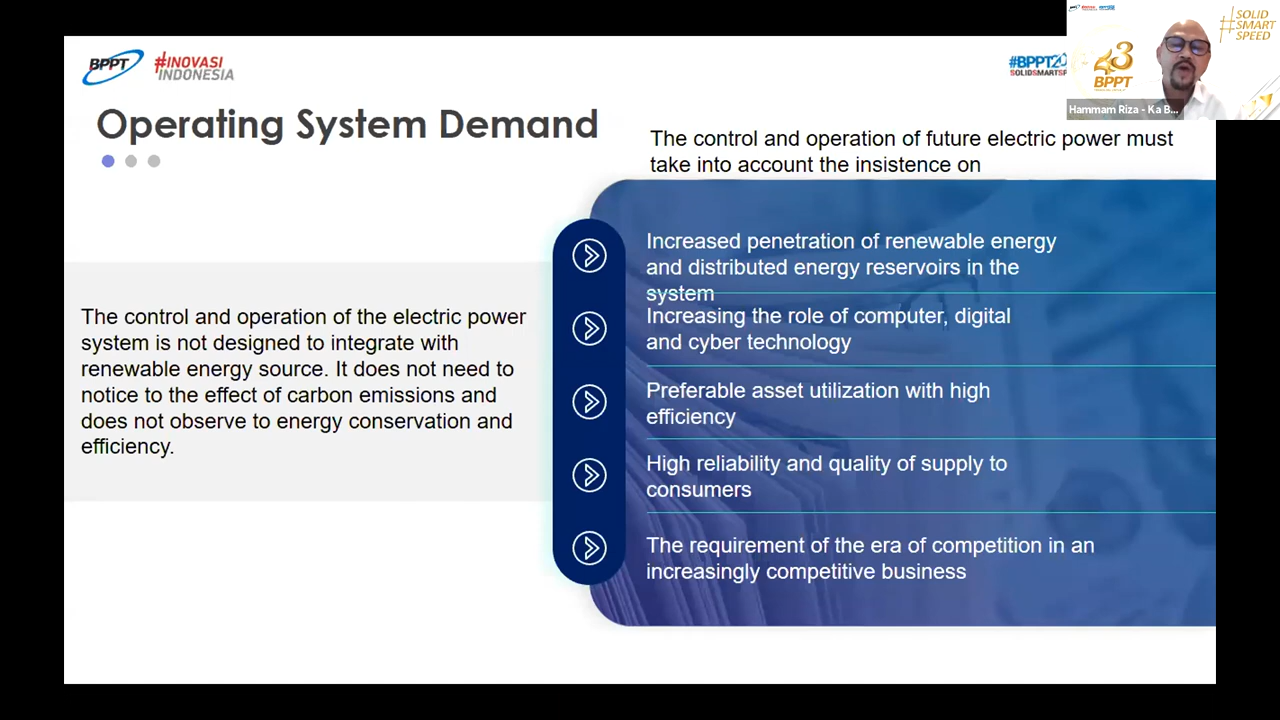 BPPT
#INOVASI
INDONESIA
#BPPT20
SOLIDSMARTSP
#SOLID
SMART
SPEED
43
BPPT
Hammam Riza - Ka B...
Operating System Demand
The control and operation of future electric power must
take into account the insistence on
The control and operation of the electric power
system is not designed to integrate with
renewable energy source. It does not need to
notice to the effect of carbon emissions and
does not observe to energy conservation and
efficiency.
Increased penetration of renewable energy
and distributed energy reservoirs in the
system
Increasing the role of computer, digital
and cyber technology
Preferable asset utilization with high
efficiency
High reliability and quality of supply to
consumers
The requirement of the era of competition in an
increasingly competitive business